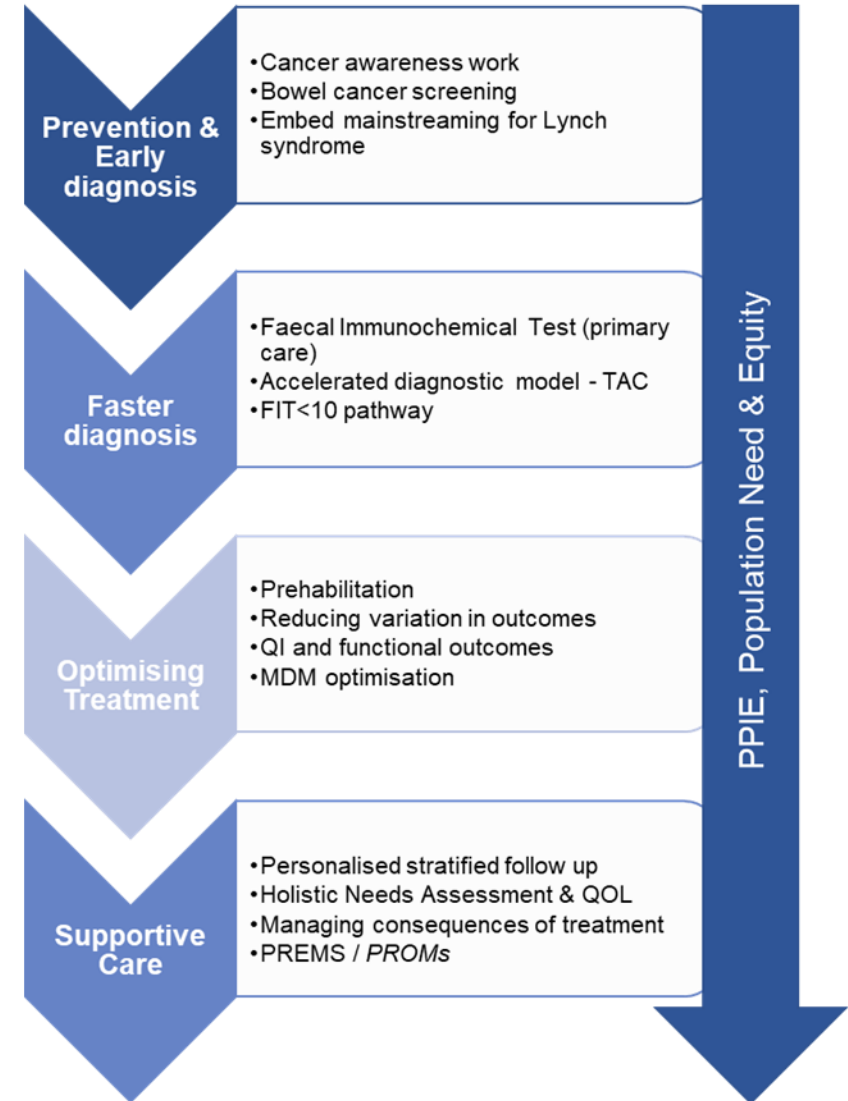 Prevention &
Early
diagnosis
•Cancer awareness work
•Bowel cancer screening
•Embed mainstreaming for Lynch
syndrome
Faster
diagnosis
•Faecal Immunochemical Test (primary
care)
•Accelerated diagnostic model - TAC
•FIT<10 pathway
Optimising
Treatment
•Prehabilitation
•Reducing variation in outcomes
•QI and functional outcomes
•MDM optimisation
Supportive
Care
•Personalised stratified follow up
•Holistic Needs Assessment & QOL
•Managing consequences of treatment
•PREMS / PROMs
PPIE, Population Need & Equity